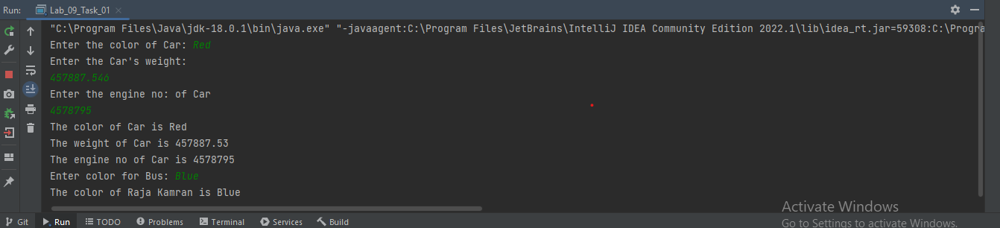 Run: Lab_09_Task_01
"C:\Program Files\Java\jdk-18.0.1\bin\java.exe" "-javaagent:C:\Program Files\JetBrains\IntelliJ IDEA Community Edition 2022.1\lib\idea_rt.jar=59308:C:\Progra
Enter the color of Car: Red
Enter the Car's weight:
457887.546
Enter the engine no: of Car
4578795
The color of Car is Red
The weight of Car is 457887.53
The engine no of Car is 4578795
Enter color for Bus: Blue
The color of Raja Kamran is Blue
Activate Windows
Go to Settings to activate Windows.
Git Run TODO Problems Terminal Services Build